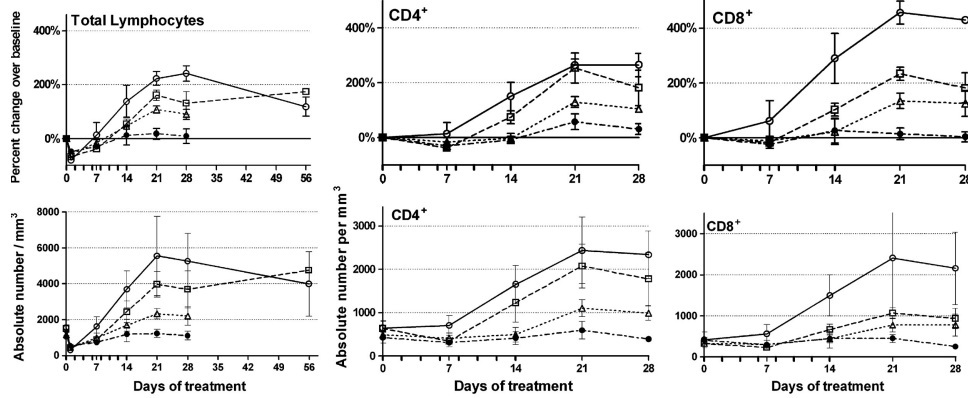 Total Lymphocytes
CD4+
CD8+
Percent change over baseline
400%
200%
0%
0 7 14 21 28 35 42 49 56
400%
200%
0%
0 7 14 21 28
400%
200%
0%
0 7 14 21 28
Absolute number / mm3
8000
6000
4000
2000
0
0 7 14 21 28 35 42 49 56
Days of treatment
Absolute number per mm3
CD4+
3000
2000
1000
0
0 7 14 21 28
Days of treatment
CD8+
3000
2000
1000
0
0 7 14 21 28
Days of treatment